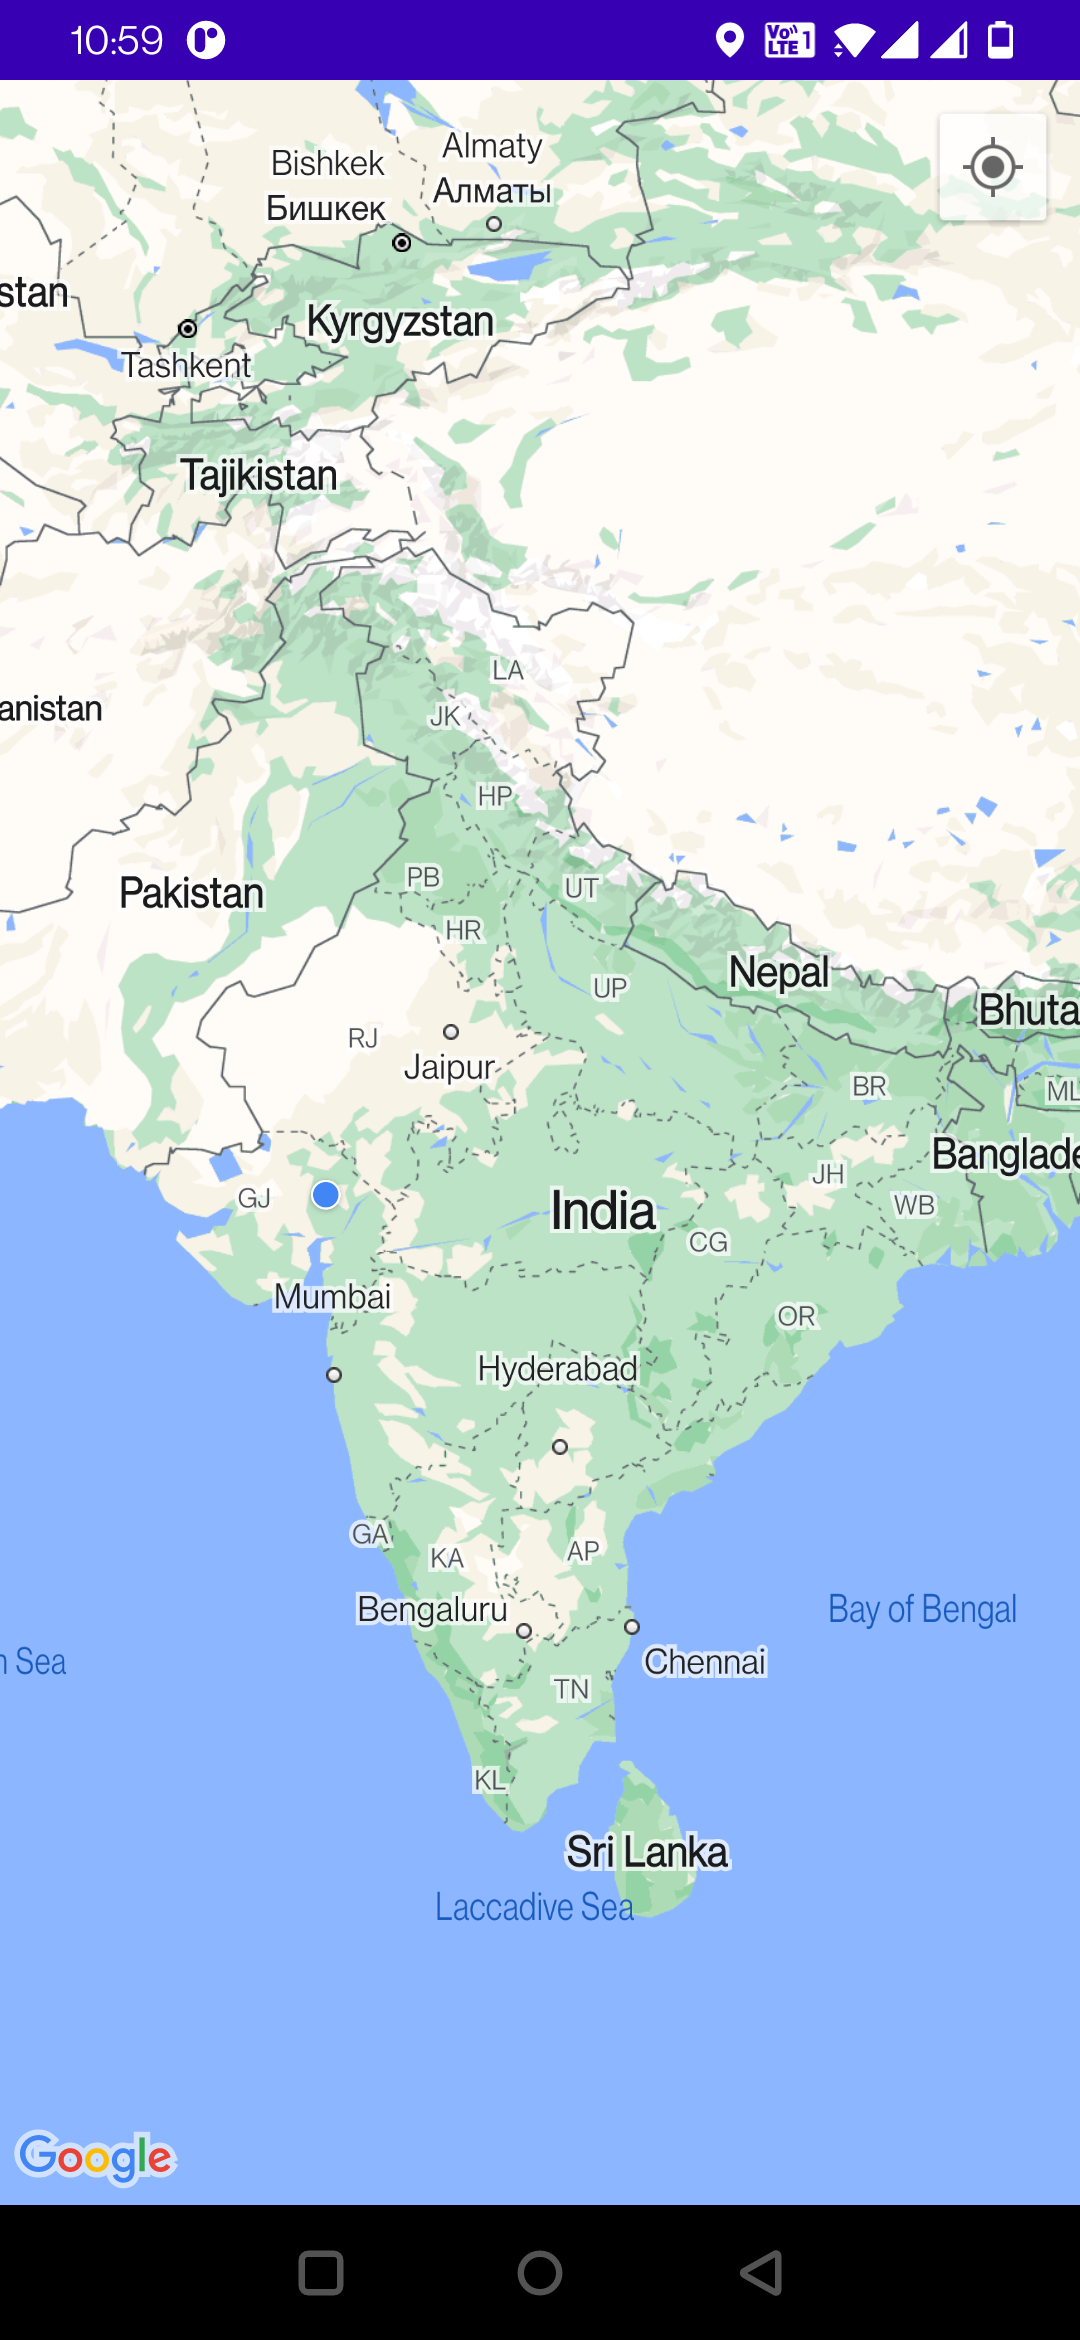 10:59
Vo LTE 1
Almaty
Алматы
Bishkek
Бишкек
stan
Kyrgyzstan
Tashkent
Tajikistan
LA
anistan
JK
HP
PB
UT
Pakistan
HR
Nepal
UP
Bhuta
RJ
Jaipur
BR
ML
Banglade
JH
GJ
WB
India
CG
Mumbai
OR
Hyderabad
GA
KA
AP
Bengaluru
Bay of Bengal
n Sea
Chennai
TN
KL
Sri Lanka
Laccadive Sea
Google